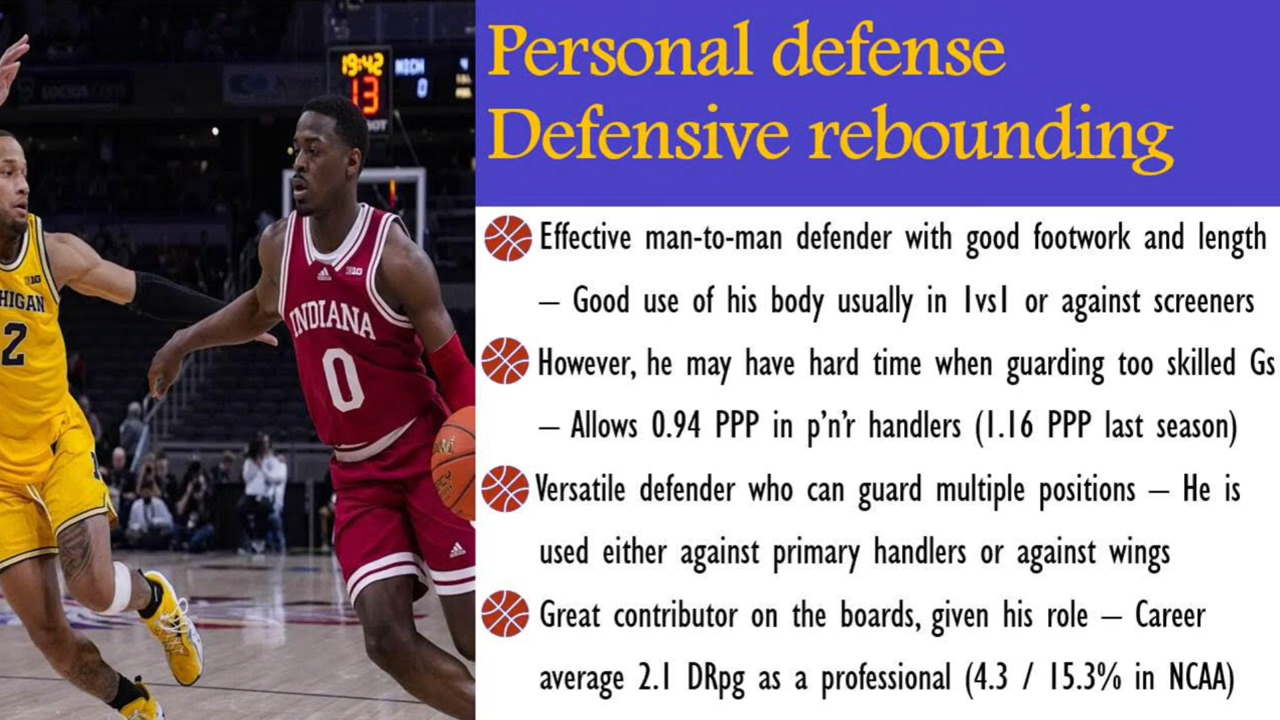 Personal defense
Defensive rebounding
Effective man-to-man defender with good footwork and length
– Good use of his body usually in 1vs1 or against screeners
However, he may have hard time when guarding too skilled Gs
– Allows 0.94 PPP in p'n'r handlers (1.16 PPP last season)
Versatile defender who can guard multiple positions – He is
used either against primary handlers or against wings
Great contributor on the boards, given his role – Career
average 2.1 DRpg as a professional (4.3 / 15.3% in NCAA)
19:42
MICH
0
13
INDIANA
0
HIGAN
2